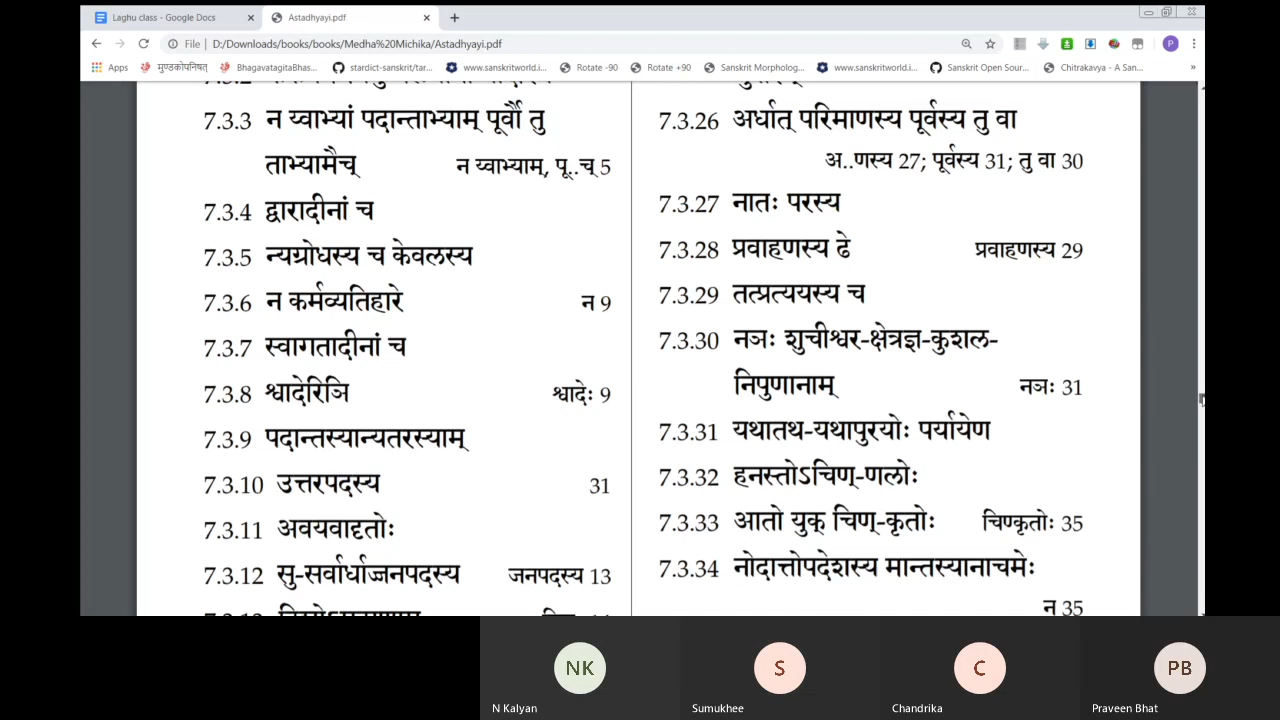 Laghu class - Google Docs
Astadhyayi.pdf
File | D:/Downloads/books/books/Medha%20Michika/Astadhyayi.pdf
Apps मुण्डकोपनिषत् BhagavatagitaBhas... stardict-sanskrit/tar... www.sanskritworld.i... Rotate -90 Rotate +90 Sanskrit Morpholog... www.sanskritworld.i... Sanskrit Open Sour... Chitrakavya - A San... »
7.3.3 न य्वाभ्यां पदान्ताभ्याम् पूर्वौ तु
ताभ्यामैच् न य्वाभ्याम्, पू..च् 5
7.3.4 द्वारादीनां च
7.3.5 न्यग्रोधस्य च केवलस्य
7.3.6 न कर्मव्यतिहारे न 9
7.3.7 स्वागतादीनां च
7.3.8 श्वादेरिञि श्वादेः 9
7.3.9 पदान्तस्यान्यतरस्याम्
7.3.10 उत्तरपदस्य 31
7.3.11 अवयवादृतोः
7.3.12 सु-सर्वार्धाज्जनपदस्य जनपदस्य 13
7.3.26 अर्धात् परिमाणस्य पूर्वस्य तु वा
अ..णस्य 27; पूर्वस्य 31; तु वा 30
7.3.27 नातः परस्य
7.3.28 प्रवाहणस्य ढे प्रवाहणस्य 29
7.3.29 तत्प्रत्ययस्य च
7.3.30 नञः शुचीश्वर-क्षेत्रज्ञ-कुशल-
निपुणानाम् नञः 31
7.3.31 यथातथ-यथापुरयोः पर्यायेण
7.3.32 हनस्तोऽचिण्-णलोः
7.3.33 आतो युक् चिण्-कृतोः चिण्कृतोः 35
7.3.34 नोदात्तोपदेशस्य मान्तस्यानाचमेः
न 35
NK S C PB
N Kalyan Sumukhee Chandrika Praveen Bhat